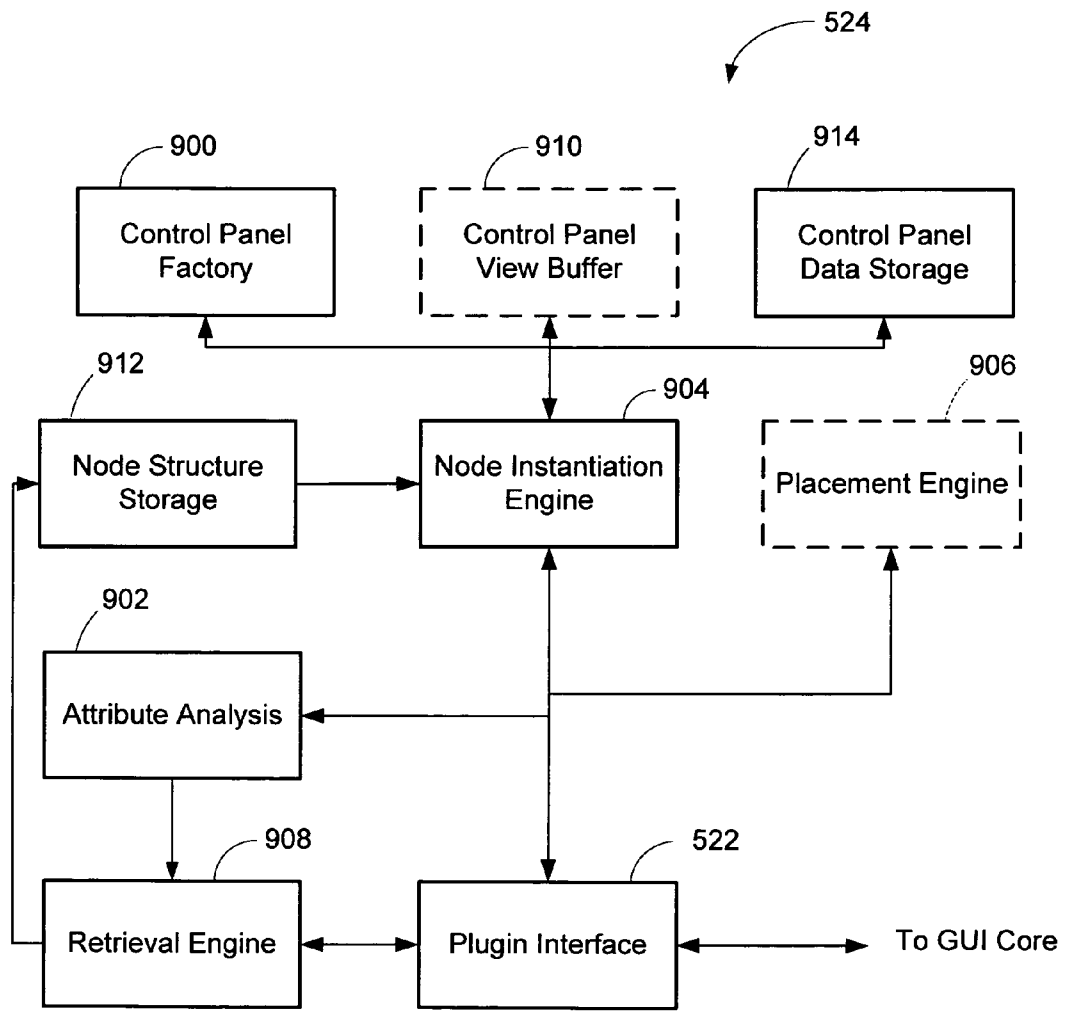 524
900
910
914
Control Panel
Factory
Control Panel
View Buffer
Control Panel
Data Storage
912
904
906
Node Structure
Storage
Node Instantiation
Engine
Placement Engine
902
Attribute Analysis
908
522
Retrieval Engine
Plugin Interface
To GUI Core